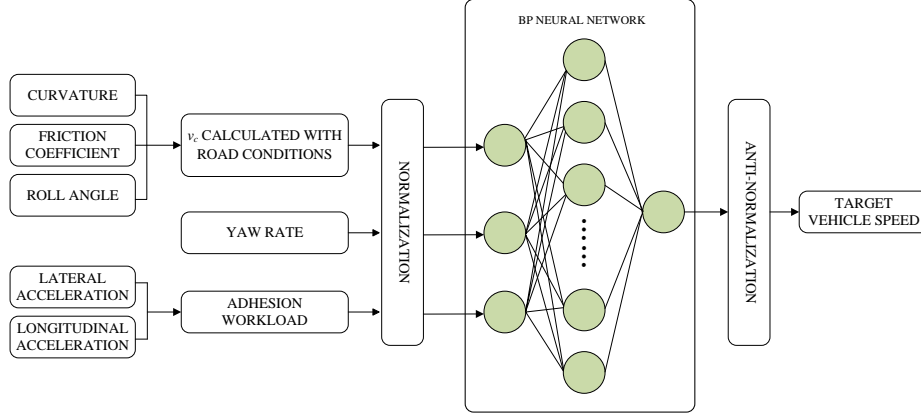 BP NEURAL NETWORK
CURVATURE
FRICTION
COEFFICIENT
ROLL ANGLE
v_c CALCULATED WITH
ROAD CONDITIONS
YAW RATE
LATERAL
ACCELERATION
LONGITUDINAL
ACCELERATION
ADHESION
WORKLOAD
NORMALIZATION
ANTI-NORMALIZATION
TARGET
VEHICLE SPEED